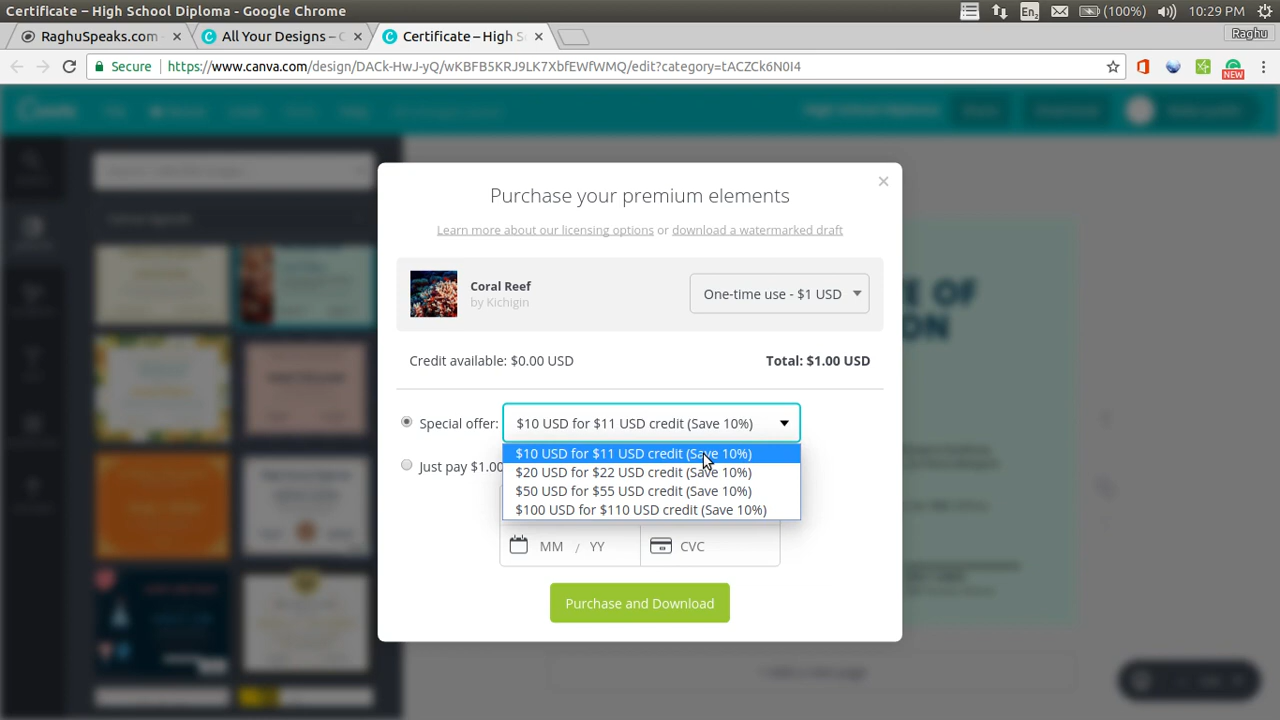 Certificate – High School Diploma - Google Chrome
En2
(100%)
10:29 PM
RaghuSpeaks.com
All Your Designs – C
Certificate – High S
Raghu
Secure
https://www.canva.com/design/DACk-HwJ-yQ/wKBFB5KRJ9LK7XbfEWfWMQ/edit?category=tACZCk6N0I4
NEW
Purchase your premium elements
Learn more about our licensing options or download a watermarked draft
Coral Reef
by Kichigin
One-time use - $1 USD
Credit available: $0.00 USD
Total: $1.00 USD
Special offer:
$10 USD for $11 USD credit (Save 10%)
$10 USD for $11 USD credit (Save 10%)
Just pay $1.00
$20 USD for $22 USD credit (Save 10%)
$50 USD for $55 USD credit (Save 10%)
$100 USD for $110 USD credit (Save 10%)
MM / YY
CVC
Purchase and Download